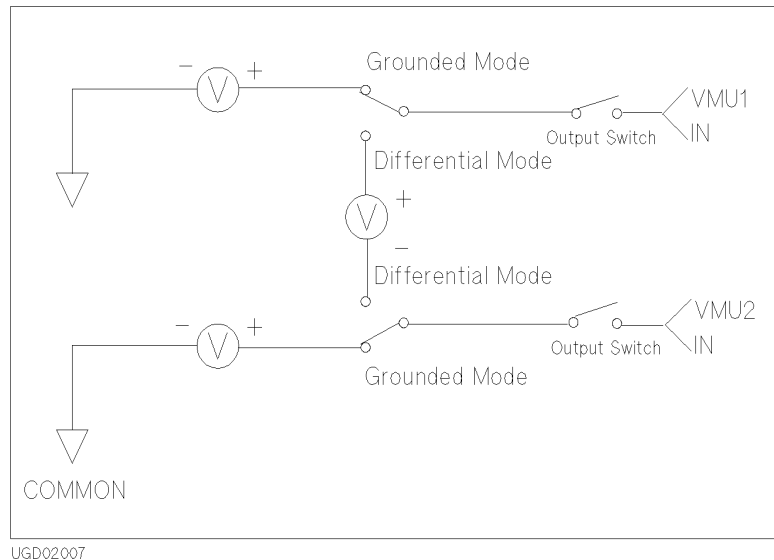 Grounded Mode
- V +
VMU1
IN
Output Switch
Differential Mode
V +
-
Differential Mode
VMU2
- V +
IN
Output Switch
Grounded Mode
COMMON
UGD02007